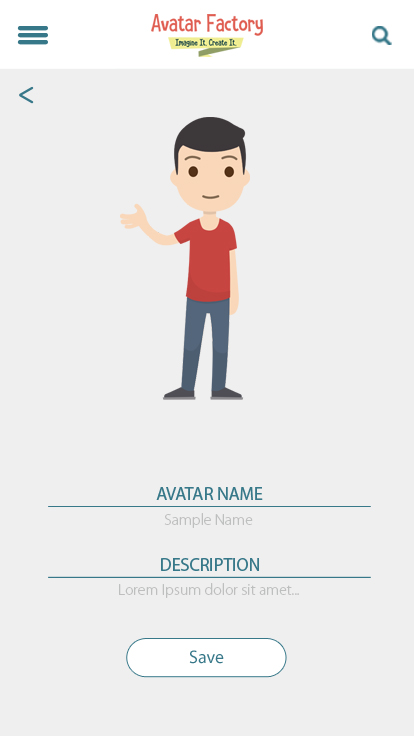 Avatar Factory
Imagine It. Create It.
<
AVATAR NAME
Sample Name
DESCRIPTION
Lorem Ipsum dolor sit amet...
Save